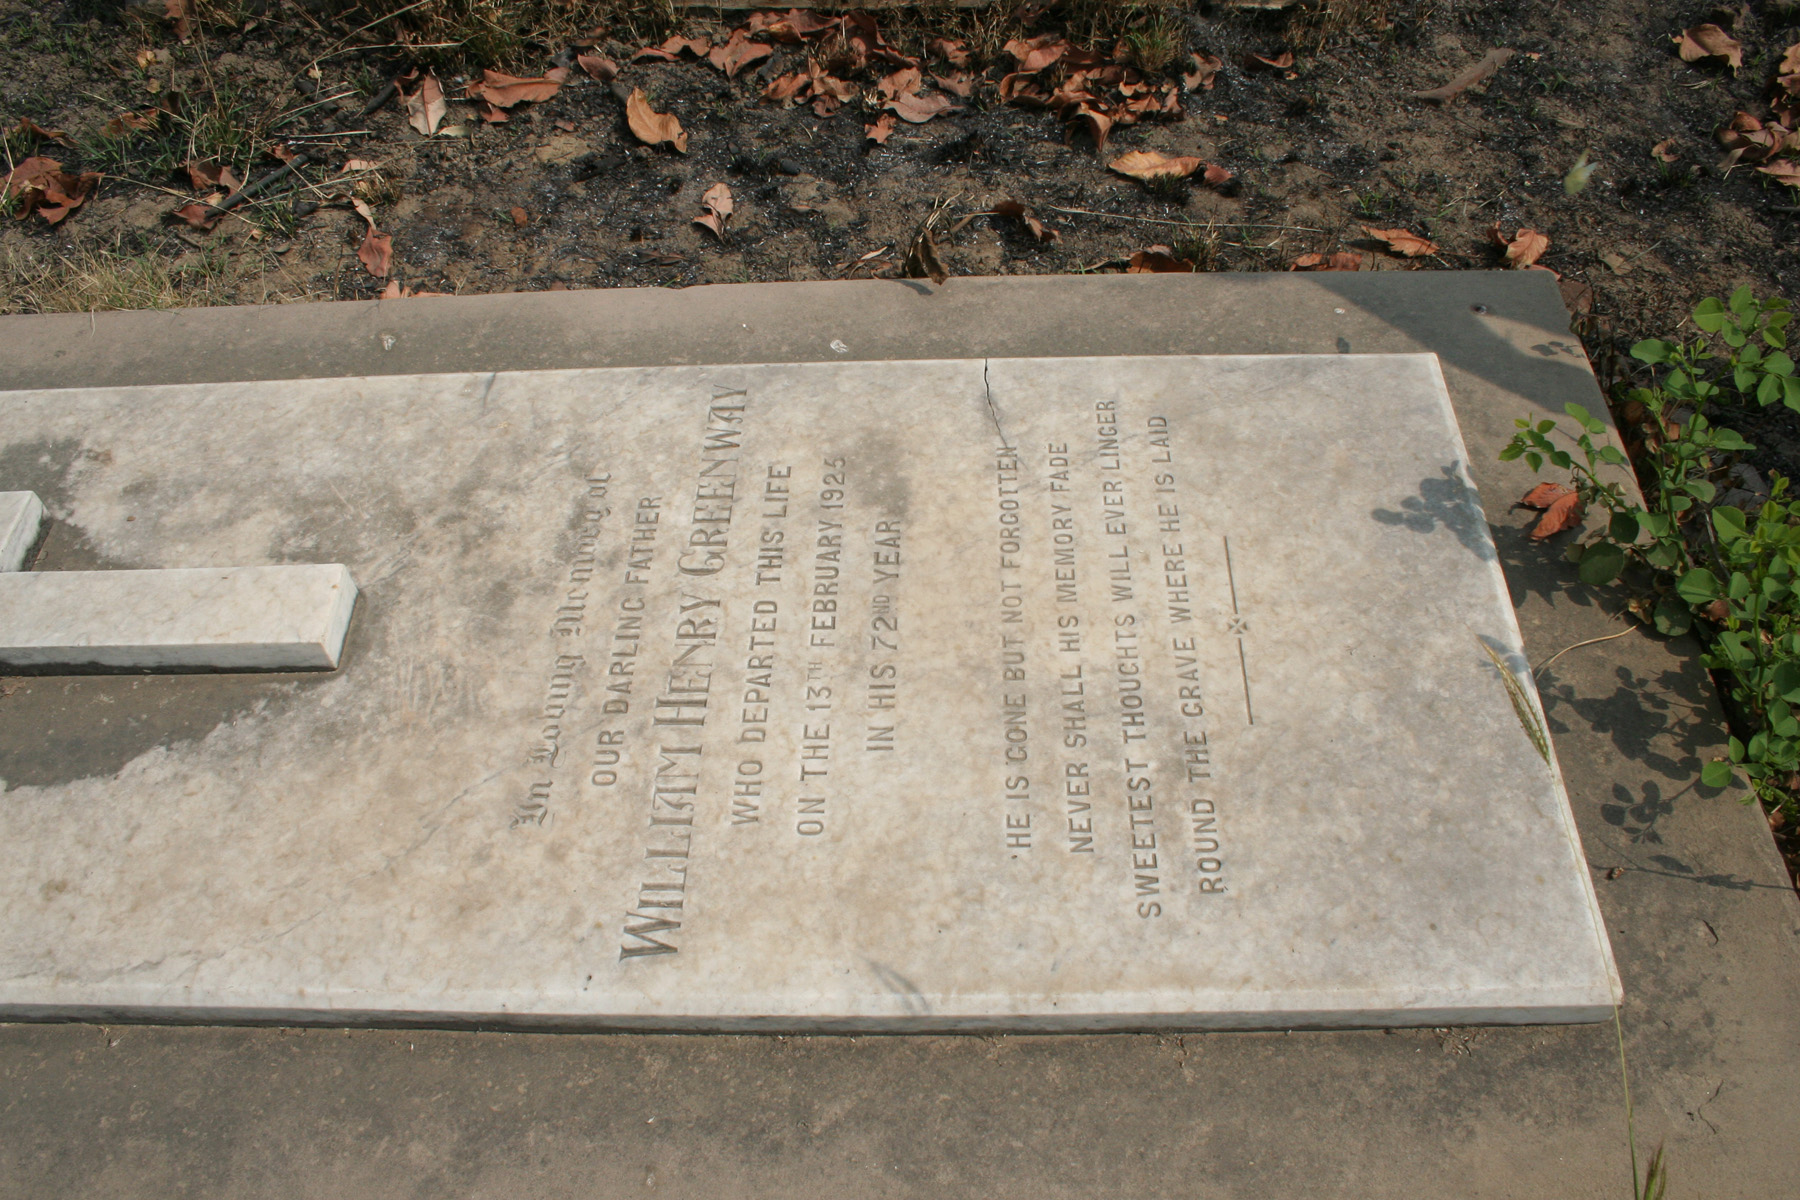 In Loving Memory of
OUR DARLING FATHER
WILLIAM HENRY GREENWAY
WHO DEPARTED THIS LIFE
ON THE 13TH FEBRUARY 1925
IN HIS 72ND YEAR
'HE IS GONE BUT NOT FORGOTTEN
NEVER SHALL HIS MEMORY FADE
SWEETEST THOUGHTS WILL EVER LINGER
ROUND THE GRAVE WHERE HE IS LAID